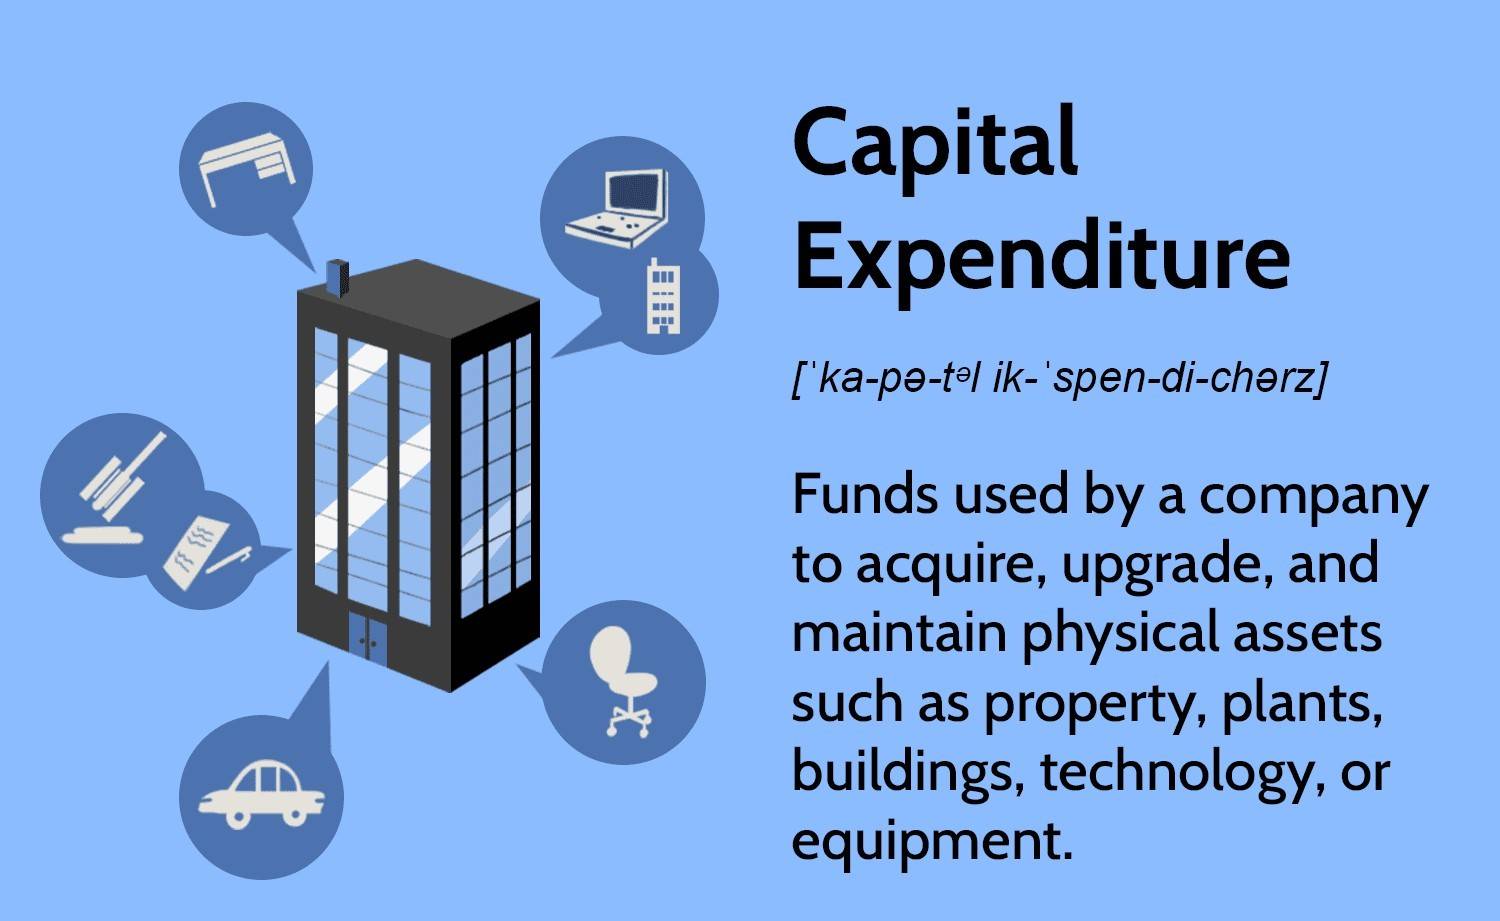 Capital
Expenditure
[ˈka-pə-tᵊl ik-ˈspen-di-chərz]
Funds used by a company
to acquire, upgrade, and
maintain physical assets
such as property, plants,
buildings, technology, or
equipment.